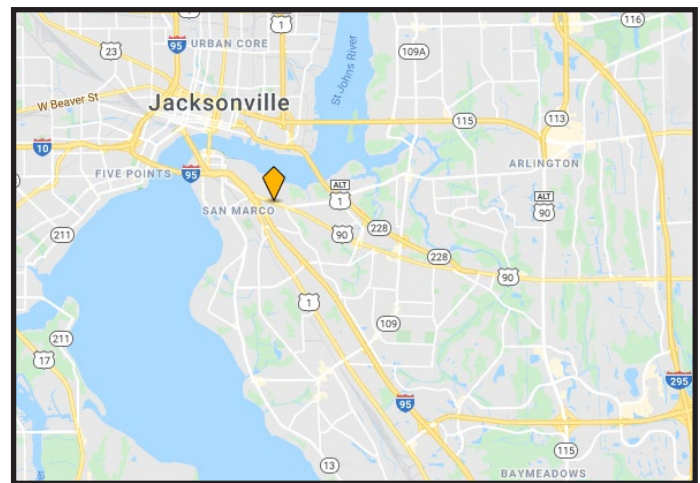 116
1
95
URBAN CORE
23
109A
St Johns River
W Beaver St
Jacksonville
115
113
10
FIVE POINTS
95
ARLINGTON
ALT
1
ALT
90
SAN MARCO
211
228
90
228
90
1
109
211
17
295
95
115
13
BAYMEADOWS